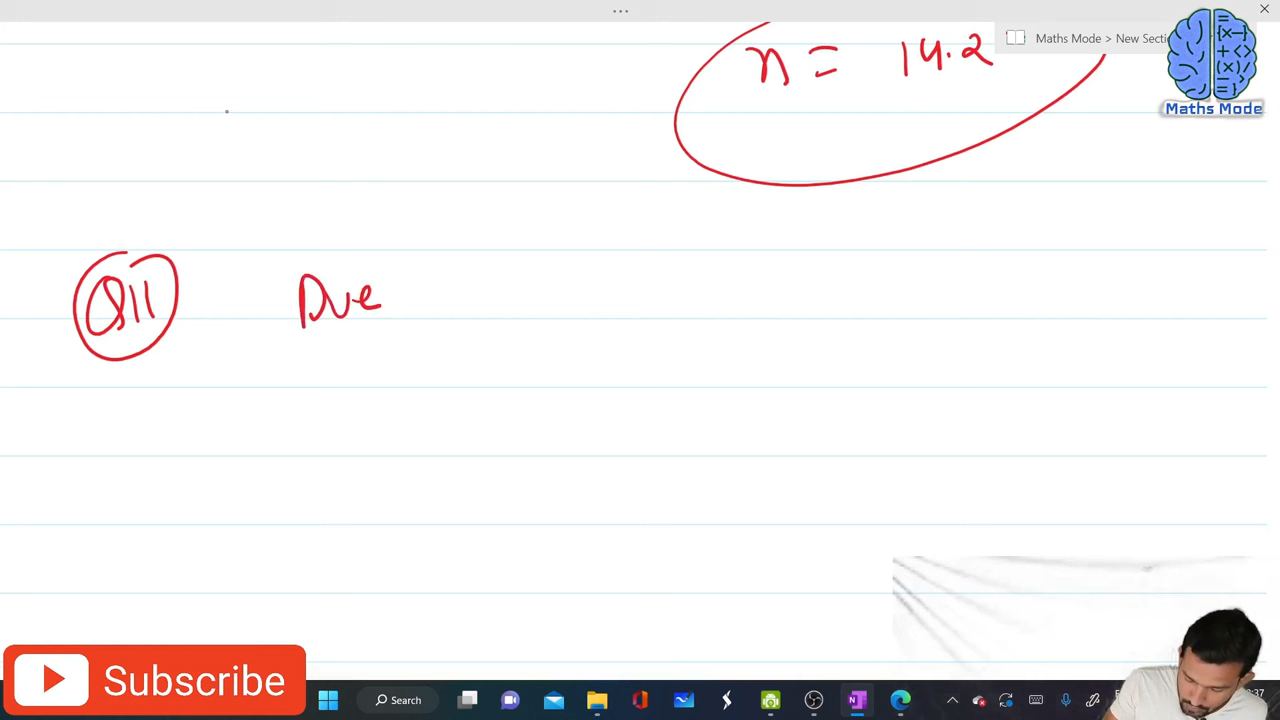 n = 14.2
Maths Mode > New Secti
{x—}
+<>
(x)/
Maths Mode
Q11 Due
Subscribe
Search